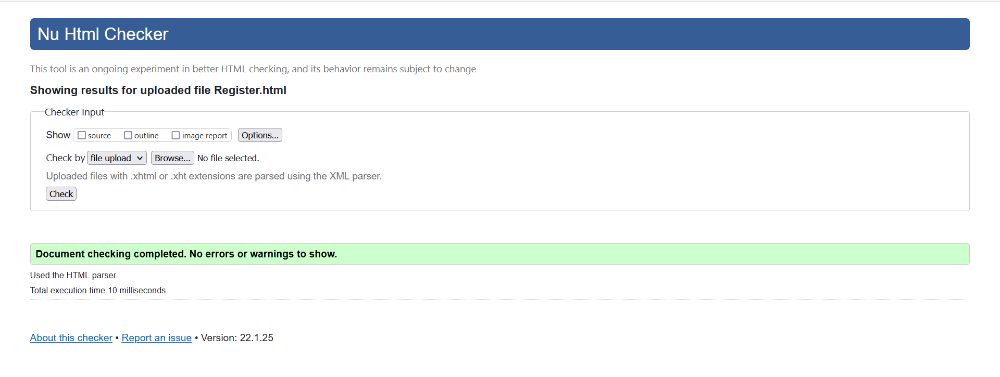 Nu Html Checker
This tool is an ongoing experiment in better HTML checking, and its behavior remains subject to change
Showing results for uploaded file Register.html
Checker Input
Show source outline image report Options...
Check by file upload Browse... No file selected.
Uploaded files with .xhtml or .xht extensions are parsed using the XML parser.
Check
Document checking completed. No errors or warnings to show.
Used the HTML parser.
Total execution time 10 milliseconds.
About this checker • Report an issue • Version: 22.1.25